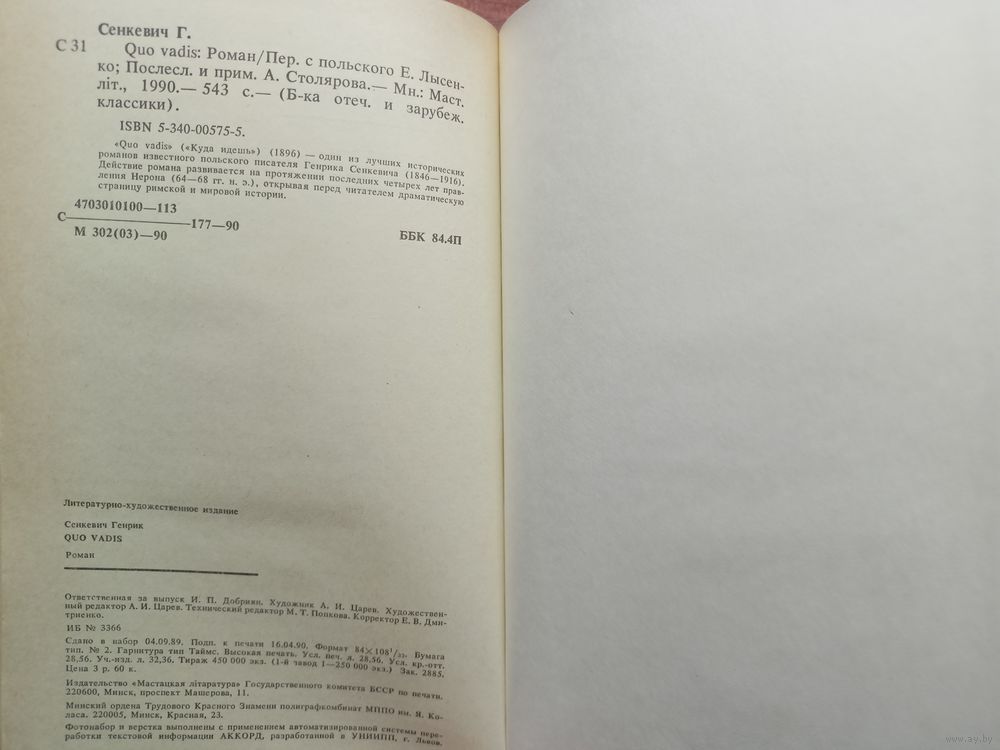 Сенкевич Г.
С 31
Quo vadis: Роман/Пер. с польского Е. Лысен-
ко; Послесл. и прим. А. Столярова.— Мн.: Маст.
літ., 1990.— 543 с.— (Б-ка отеч. и зарубеж.
классики).
ISBN 5-340-00575-5.
«Quo vadis» («Куда идешь») (1896) — один из лучших исторических
романов известного польского писателя Генрика Сенкевича (1846—1916).
Действие романа развивается на протяжении последних четырех лет прав-
ления Нерона (64—68 гг. н. э.), открывая перед читателем драматическую
страницу римской и мировой истории.
4703010100—113
С————————177—90
М 302(03)—90
ББК 84.4П
Литературно-художественное издание
Сенкевич Генрик
QUO VADIS
Роман
Ответственная за выпуск И. П. Добриян. Художник А. И. Царев. Художествен-
ный редактор А. И. Царев. Технический редактор М. Т. Попкова. Корректор Е. В. Дми-
триенко.
ИБ № 3366
Сдано в набор 04.09.89. Подп. к печати 16.04.90. Формат 84×108¹/₃₂. Бумага
тип. № 2. Гарнитура тип Таймс. Высокая печать. Усл. печ. л. 28,56. Усл. кр.-отт.
28,56. Уч.-изд. л. 32,36. Тираж 450 000 экз. (1-й завод 1—250 000 экз.) Зак. 2885.
Цена 3 р. 60 к.
Издательство «Мастацкая літаратура» Государственного комитета БССР по печати.
220600, Минск, проспект Машерова, 11.
Минский ордена Трудового Красного Знамени полиграфкомбинат МППО им. Я. Ко-
ласа. 220005, Минск, Красная, 23.
Фотонабор и верстка выполнены с применением автоматизированной системы пере-
работки текстовой информации АККОРД, разработанной в УНИИПП, г. Львов.
www.ay.by